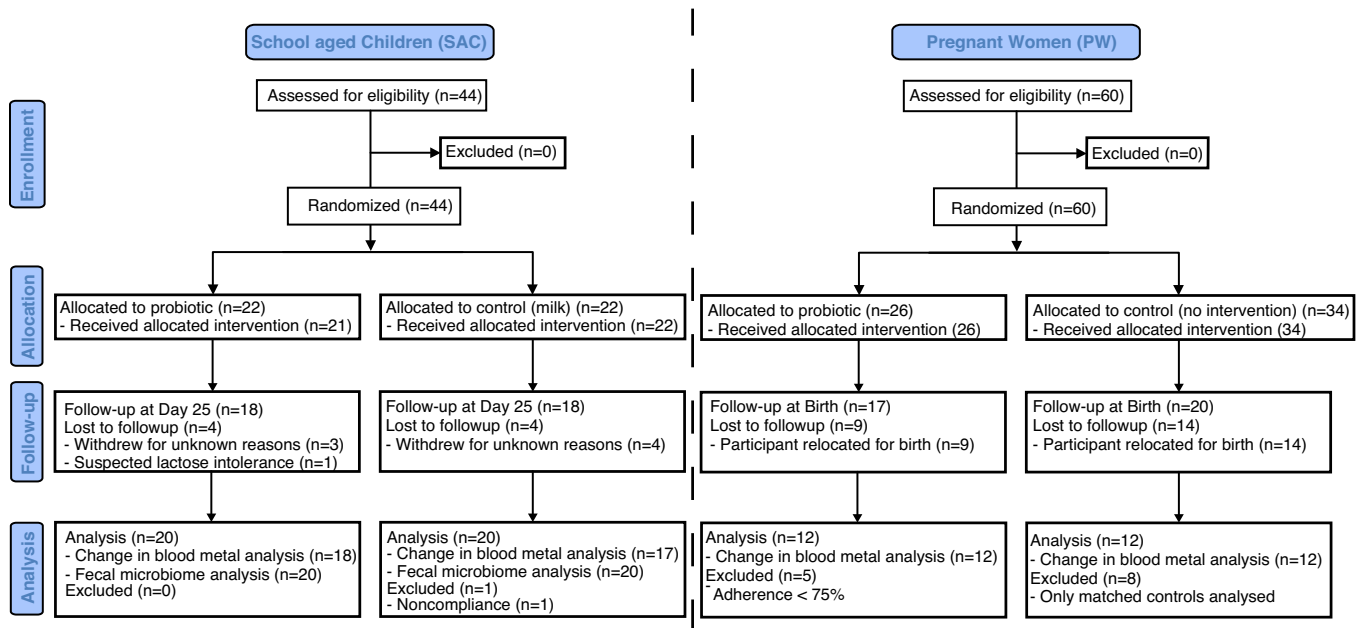 School aged Children (SAC)
Pregnant Women (PW)
Enrollment
Assessed for eligibility (n=44)
Excluded (n=0)
Randomized (n=44)
Assessed for eligibility (n=60)
Excluded (n=0)
Randomized (n=60)
Allocation
Allocated to probiotic (n=22)
- Received allocated intervention (n=21)
Allocated to control (milk) (n=22)
- Received allocated intervention (n=22)
Allocated to probiotic (n=26)
- Received allocated intervention (26)
Allocated to control (no intervention) (n=34)
- Received allocated intervention (34)
Follow-up
Follow-up at Day 25 (n=18)
Lost to followup (n=4)
- Withdrew for unknown reasons (n=3)
- Suspected lactose intolerance (n=1)
Follow-up at Day 25 (n=18)
Lost to followup (n=4)
- Withdrew for unknown reasons (n=4)
Follow-up at Birth (n=17)
Lost to followup (n=9)
- Participant relocated for birth (n=9)
Follow-up at Birth (n=20)
Lost to followup (n=14)
- Participant relocated for birth (n=14)
Analysis
Analysis (n=20)
- Change in blood metal analysis (n=18)
- Fecal microbiome analysis (n=20)
Excluded (n=0)
Analysis (n=20)
- Change in blood metal analysis (n=17)
- Fecal microbiome analysis (n=20)
Excluded (n=1)
- Noncompliance (n=1)
Analysis (n=12)
- Change in blood metal analysis (n=12)
Excluded (n=5)
- Adherence < 75%
Analysis (n=12)
- Change in blood metal analysis (n=12)
Excluded (n=8)
- Only matched controls analysed